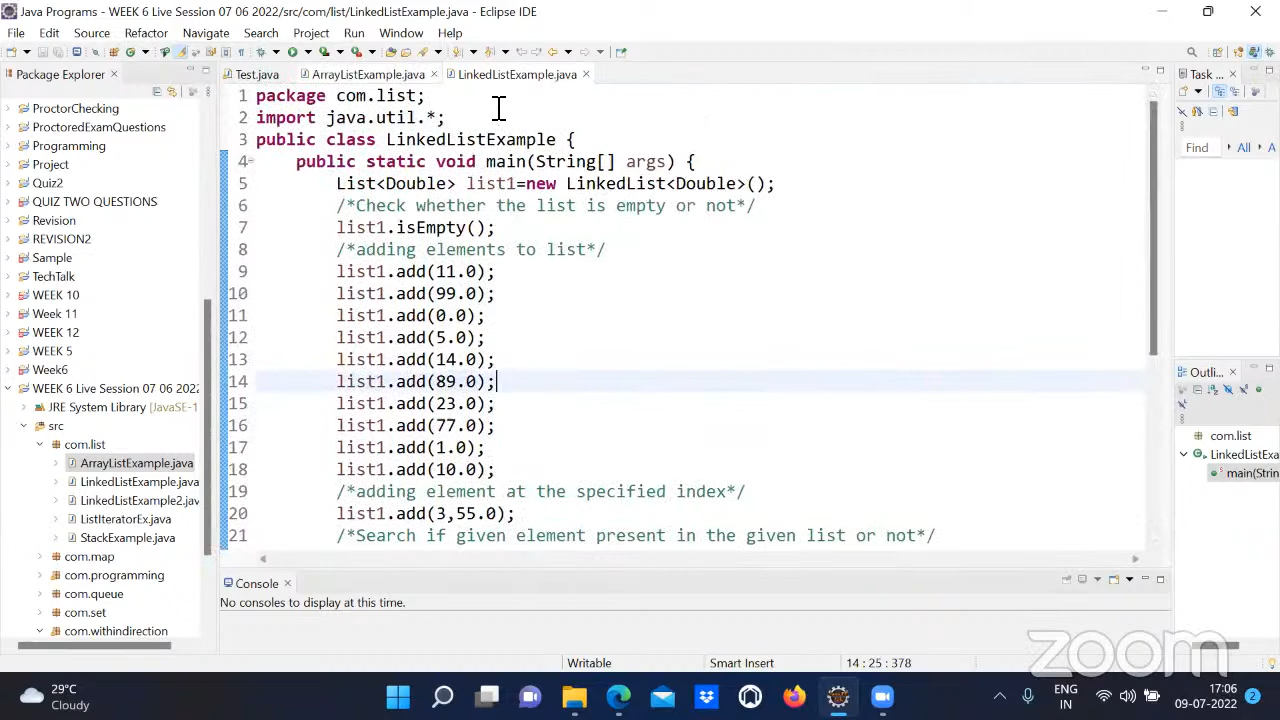 Java Programs - WEEK 6 Live Session 07 06 2022/src/com/list/LinkedListExample.java - Eclipse IDE
File Edit Source Refactor Navigate Search Project Run Window Help
Package Explorer
Test.java ArrayListExample.java LinkedListExample.java
Task
ProctorChecking
ProctoredExamQuestions
Programming
Project
Quiz2
QUIZ TWO QUESTIONS
Revision
REVISION2
Sample
TechTalk
WEEK 10
Week 11
WEEK 12
WEEK 5
Week6
WEEK 6 Live Session 07 06 2022
JRE System Library [JavaSE-1
src
com.list
ArrayListExample.java
LinkedListExample.java
LinkedListExample2.jav
ListIteratorEx.java
StackExample.java
com.map
com.programming
com.queue
com.set
com.withindirection
1 package com.list;
2 import java.util.*;
3 public class LinkedListExample {
4 public static void main(String[] args) {
5 List<Double> list1=new LinkedList<Double>();
6 /*Check whether the list is empty or not*/
7 list1.isEmpty();
8 /*adding elements to list*/
9 list1.add(11.0);
10 list1.add(99.0);
11 list1.add(0.0);
12 list1.add(5.0);
13 list1.add(14.0);
14 list1.add(89.0);
15 list1.add(23.0);
16 list1.add(77.0);
17 list1.add(1.0);
18 list1.add(10.0);
19 /*adding element at the specified index*/
20 list1.add(3,55.0);
21 /*Search if given element present in the given list or not*/
Find All A
Outli
com.list
LinkedListExa
main(Strin
Console
No consoles to display at this time.
zoom
Writable Smart Insert 14 : 25 : 378
29°C
Cloudy
ENG
IN
17:06
09-07-2022
2